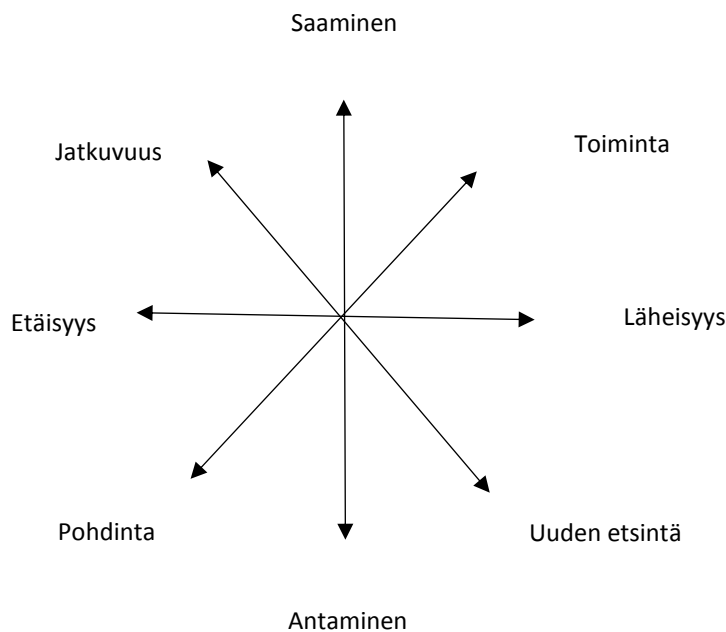 Saaminen
Toiminta
Jatkuvuus
Etäisyys
Läheisyys
Pohdinta
Uuden etsintä
Antaminen